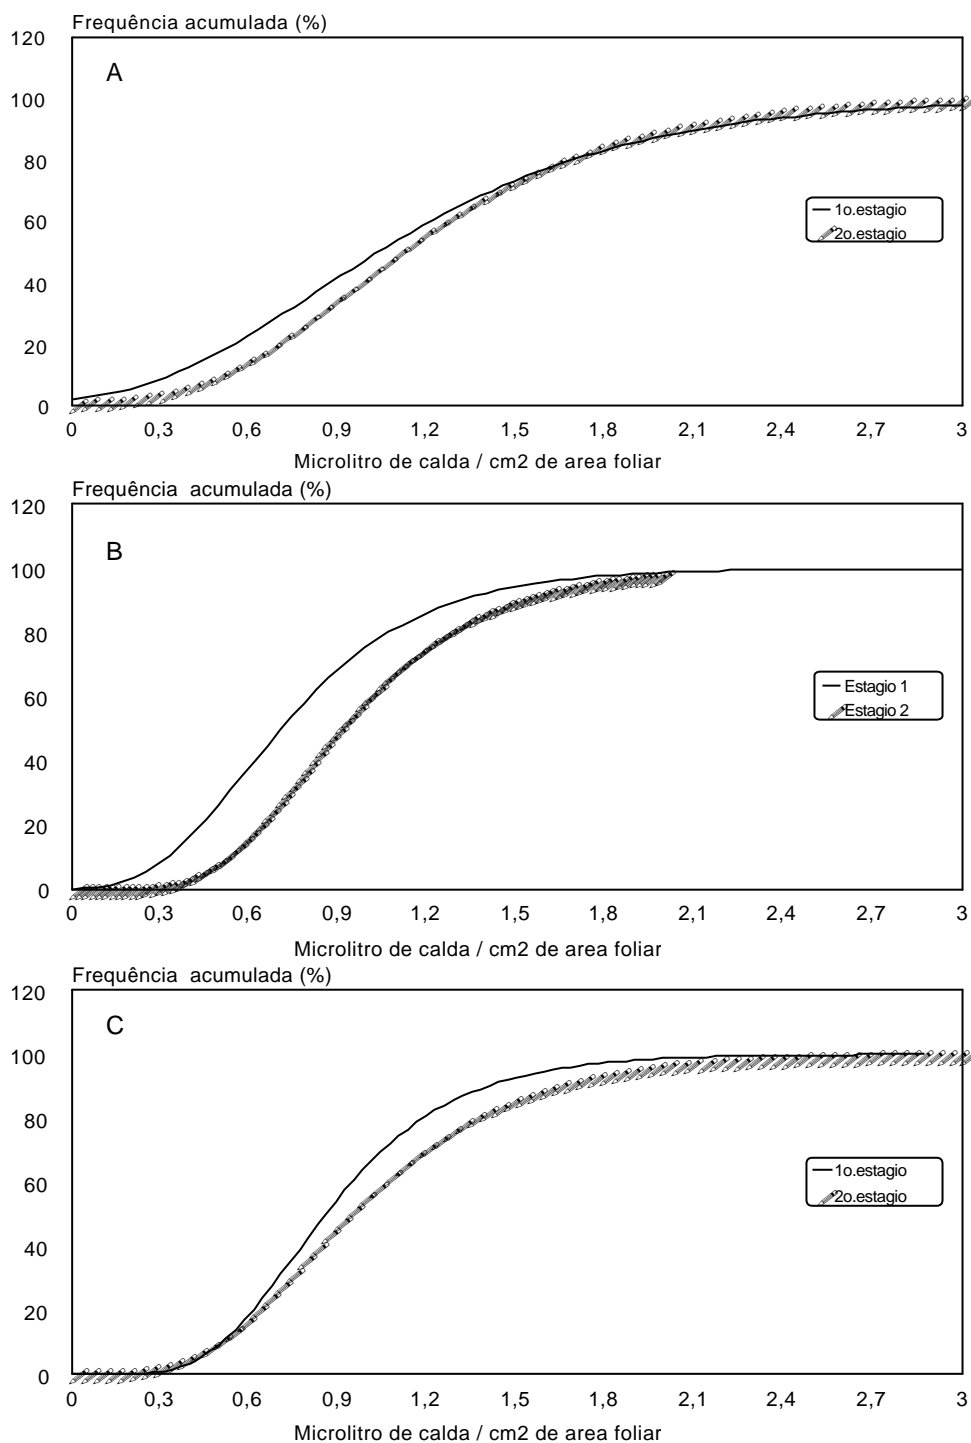 Frequência acumulada (%)
120
A
100
80
60
1o.estagio
2o.estagio
40
20
0
0 0,3 0,6 0,9 1,2 1,5 1,8 2,1 2,4 2,7 3
Microlitro de calda / cm2 de area foliar
Frequência acumulada (%)
120
B
100
80
60
Estagio 1
Estagio 2
40
20
0
0 0,3 0,6 0,9 1,2 1,5 1,8 2,1 2,4 2,7 3
Microlitro de calda / cm2 de area foliar
Frequência acumulada (%)
120
C
100
80
60
1o.estagio
2o.estagio
40
20
0
0 0,3 0,6 0,9 1,2 1,5 1,8 2,1 2,4 2,7 3
Microlitro de calda / cm2 de area foliar